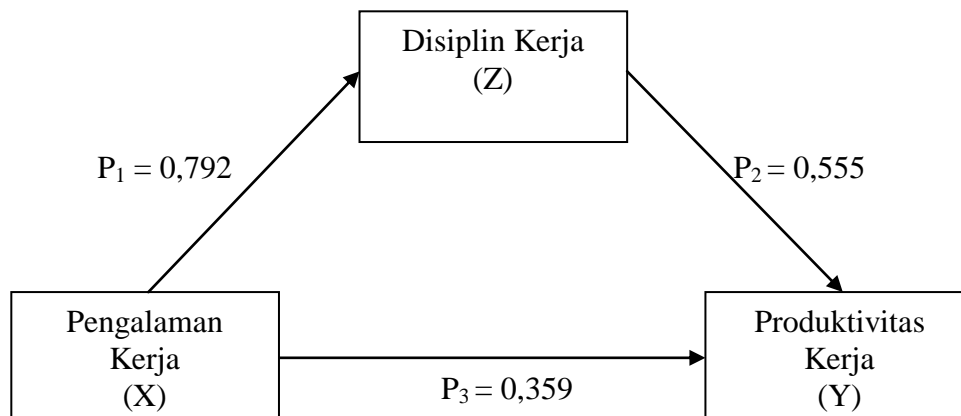 Disiplin Kerja
(Z)
P₁ = 0,792
P₂ = 0,555
Pengalaman
Kerja
(X)
P₃ = 0,359
Produktivitas
Kerja
(Y)